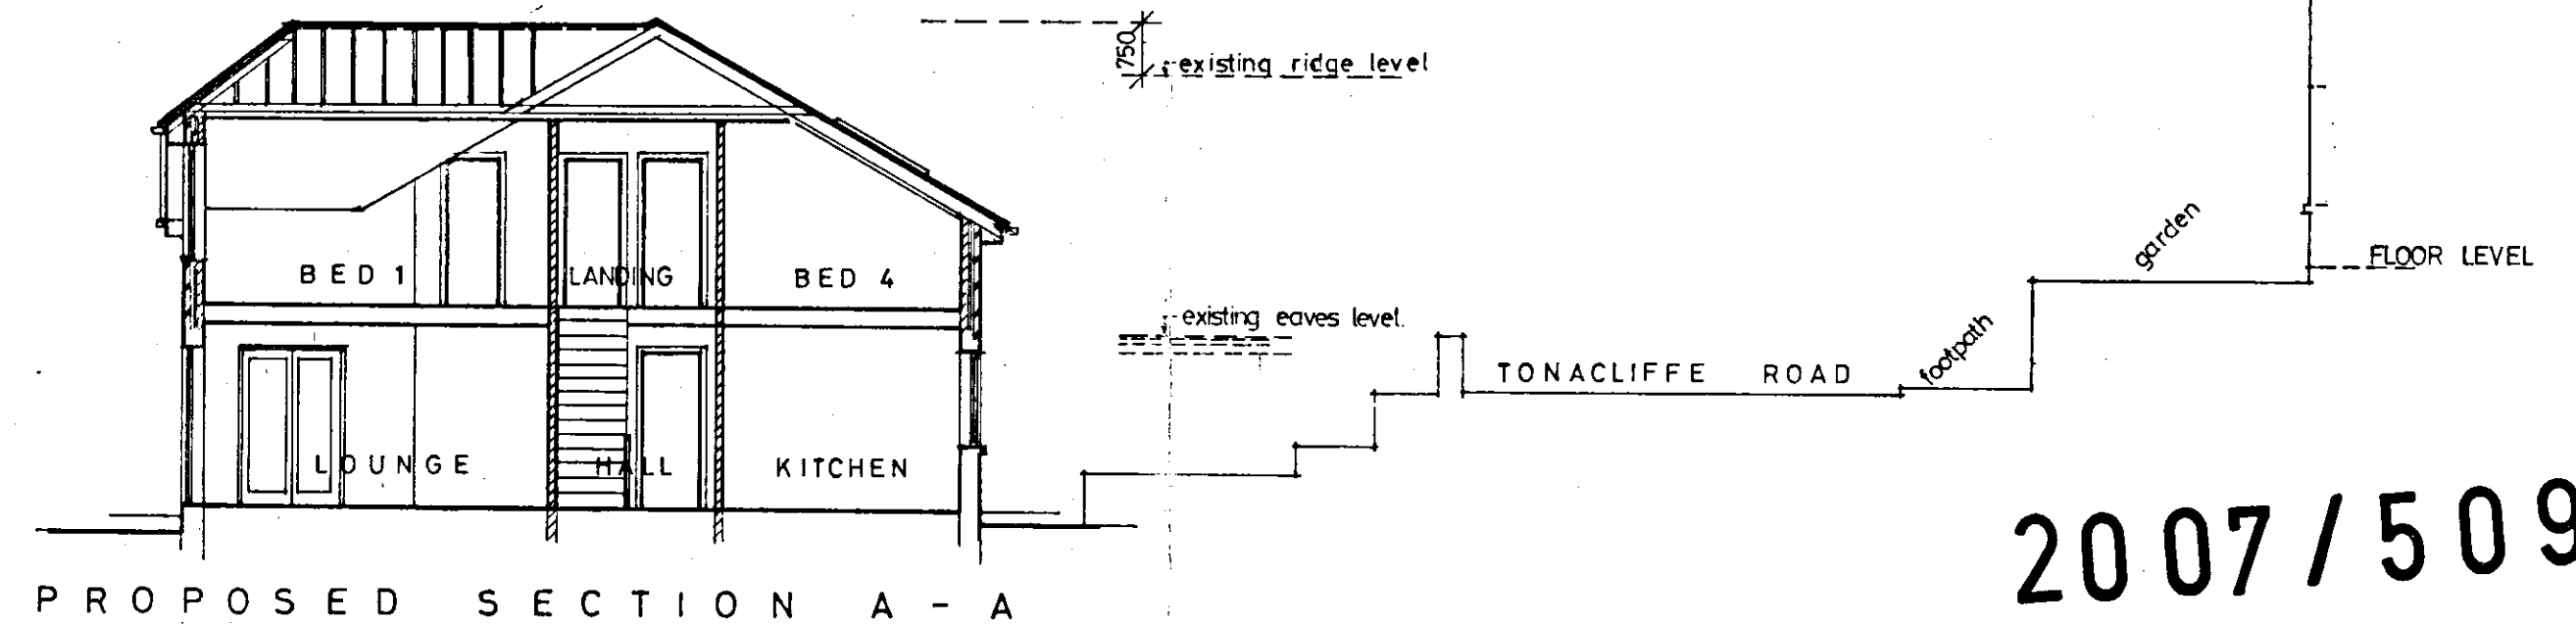 750
existing ridge level
garden
FLOOR LEVEL
BED 1
LANDING
BED 4
existing eaves level.
TONACLIFFE ROAD
footpath
LOUNGE
HALL
KITCHEN
2007/509
PROPOSED SECTION A-A